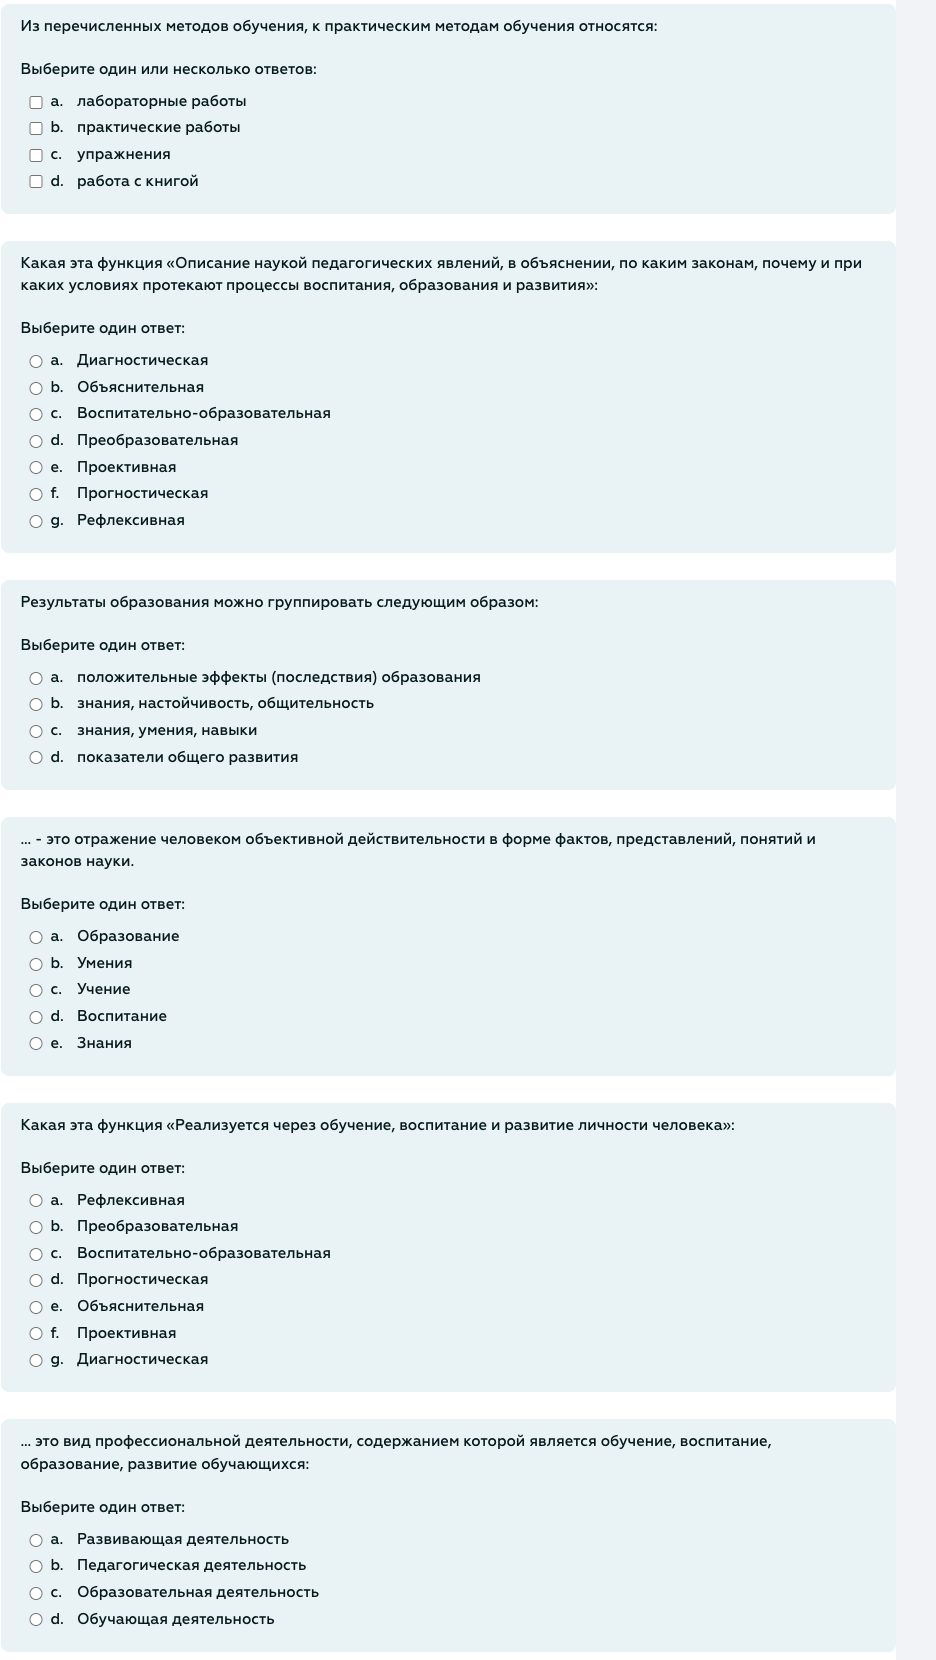 Из перечисленных методов обучения, к практическим методам обучения относятся:
Выберите один или несколько ответов:
a. лабораторные работы
b. практические работы
c. упражнения
d. работа с книгой
Какая эта функция «Описание наукой педагогических явлений, в объяснении, по каким законам, почему и при
каких условиях протекают процессы воспитания, образования и развития»:
Выберите один ответ:
a. Диагностическая
b. Объяснительная
c. Воспитательно-образовательная
d. Преобразовательная
e. Проективная
f. Прогностическая
g. Рефлексивная
Результаты образования можно группировать следующим образом:
Выберите один ответ:
a. положительные эффекты (последствия) образования
b. знания, настойчивость, общительность
c. знания, умения, навыки
d. показатели общего развития
... - это отражение человеком объективной действительности в форме фактов, представлений, понятий и
законов науки.
Выберите один ответ:
a. Образование
b. Умения
c. Учение
d. Воспитание
e. Знания
Какая эта функция «Реализуется через обучение, воспитание и развитие личности человека»:
Выберите один ответ:
a. Рефлексивная
b. Преобразовательная
c. Воспитательно-образовательная
d. Прогностическая
e. Объяснительная
f. Проективная
g. Диагностическая
... это вид профессиональной деятельности, содержанием которой является обучение, воспитание,
образование, развитие обучающихся:
Выберите один ответ:
a. Развивающая деятельность
b. Педагогическая деятельность
c. Образовательная деятельность
d. Обучающая деятельность